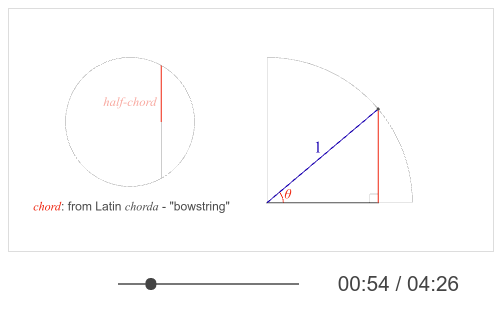 half-chord
1
θ
chord: from Latin chorda - "bowstring"
00:54 / 04:26